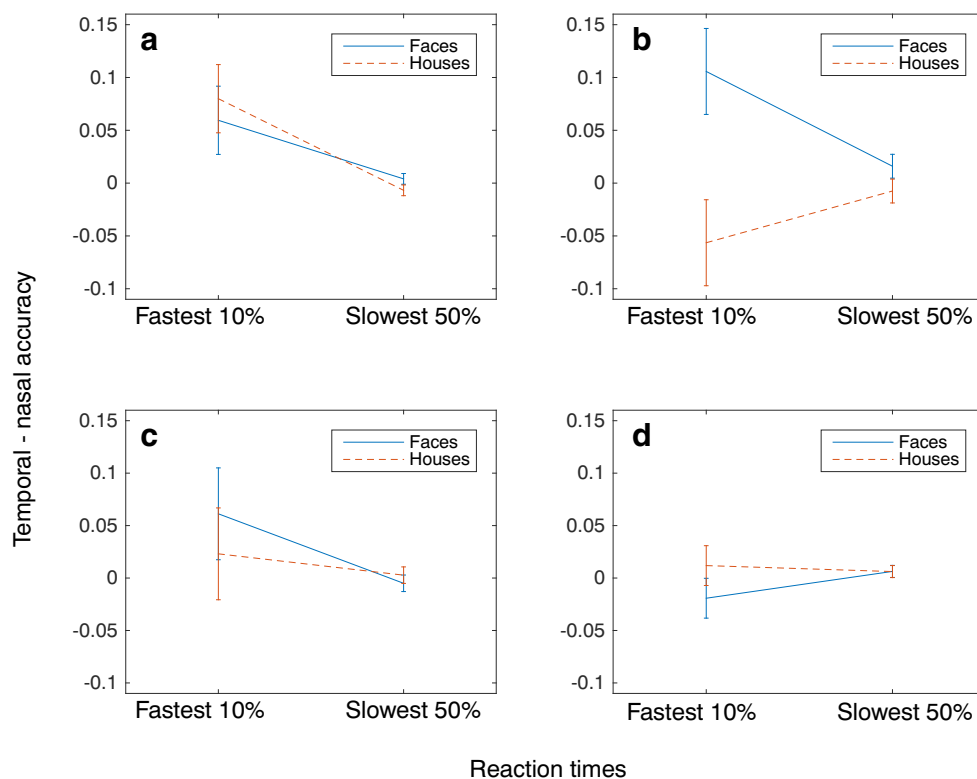 a
Faces
Houses
0.15
0.1
0.05
0
-0.05
-0.1
Fastest 10%
Slowest 50%
b
Faces
Houses
0.15
0.1
0.05
0
-0.05
-0.1
Fastest 10%
Slowest 50%
Temporal - nasal accuracy
c
Faces
Houses
0.15
0.1
0.05
0
-0.05
-0.1
Fastest 10%
Slowest 50%
d
Faces
Houses
0.15
0.1
0.05
0
-0.05
-0.1
Fastest 10%
Slowest 50%
Reaction times